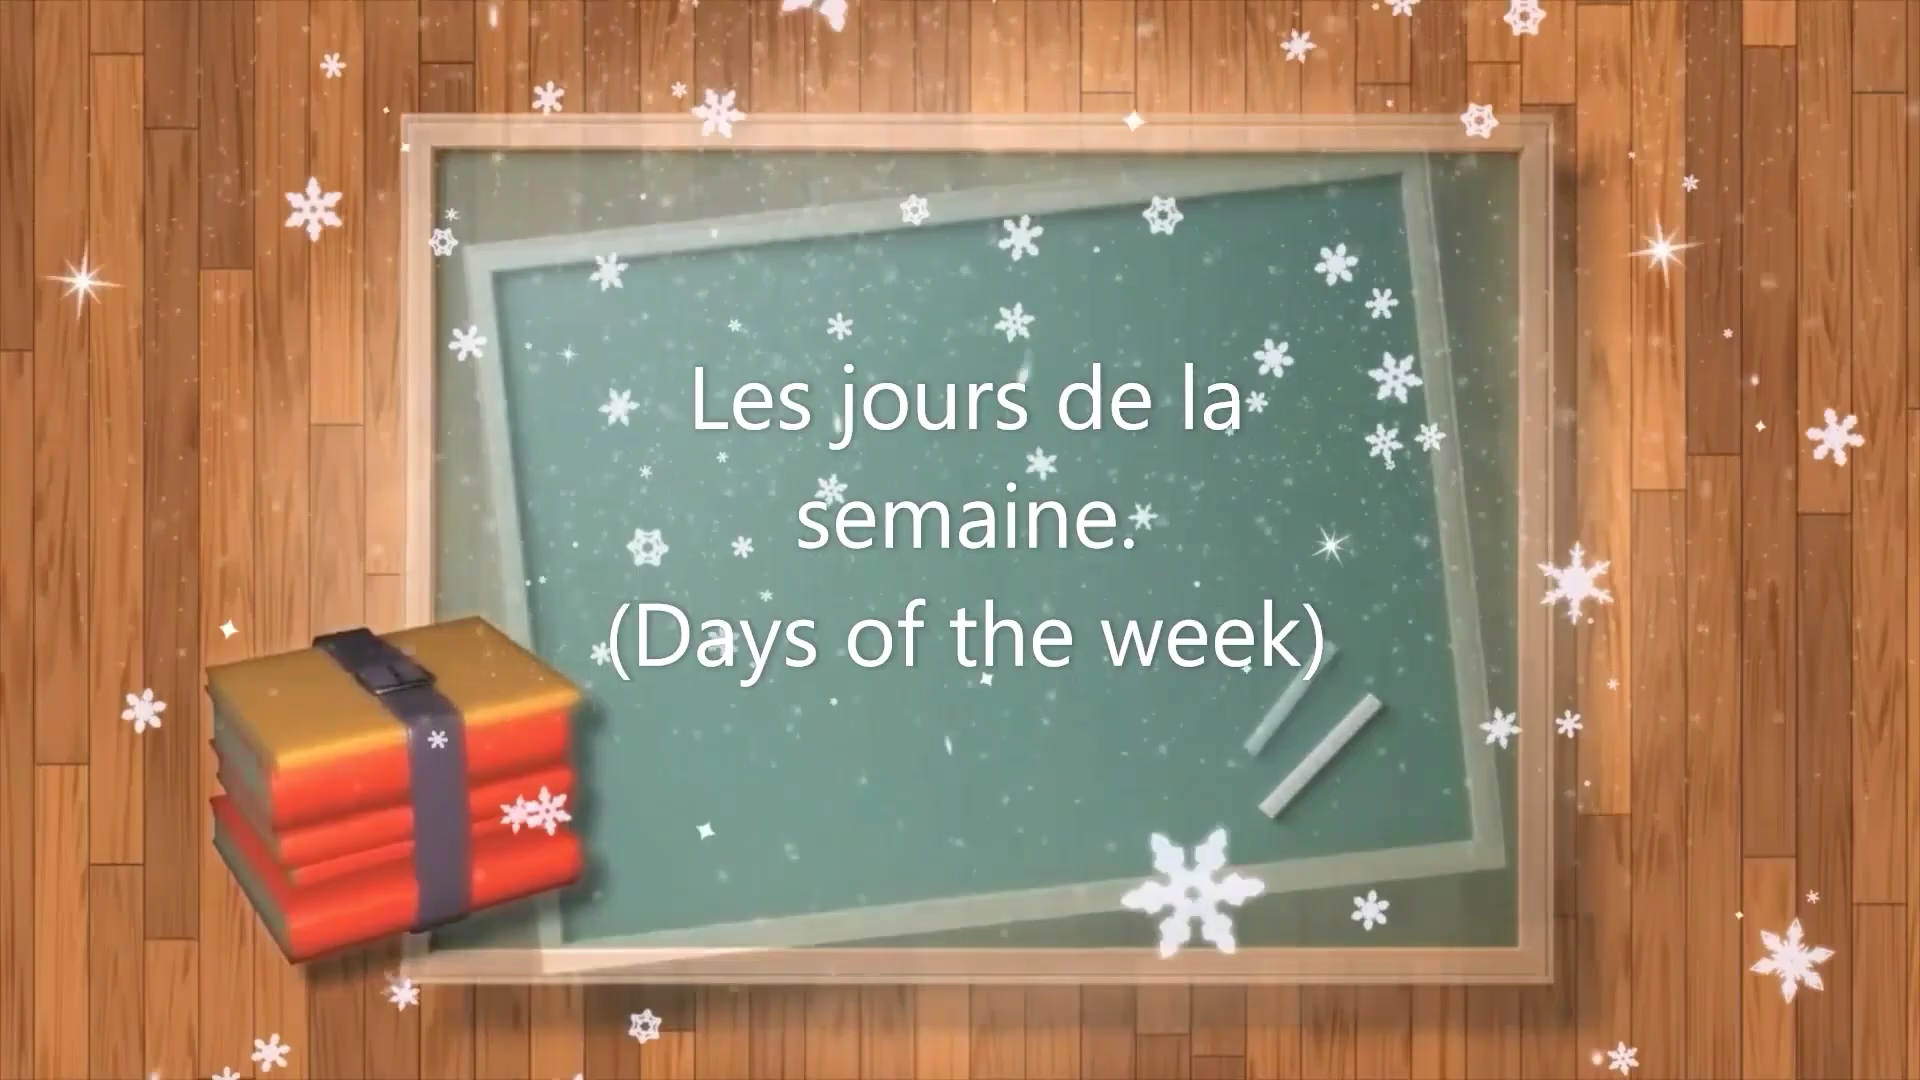 Les jours de la
semaine.
(Days of the week)